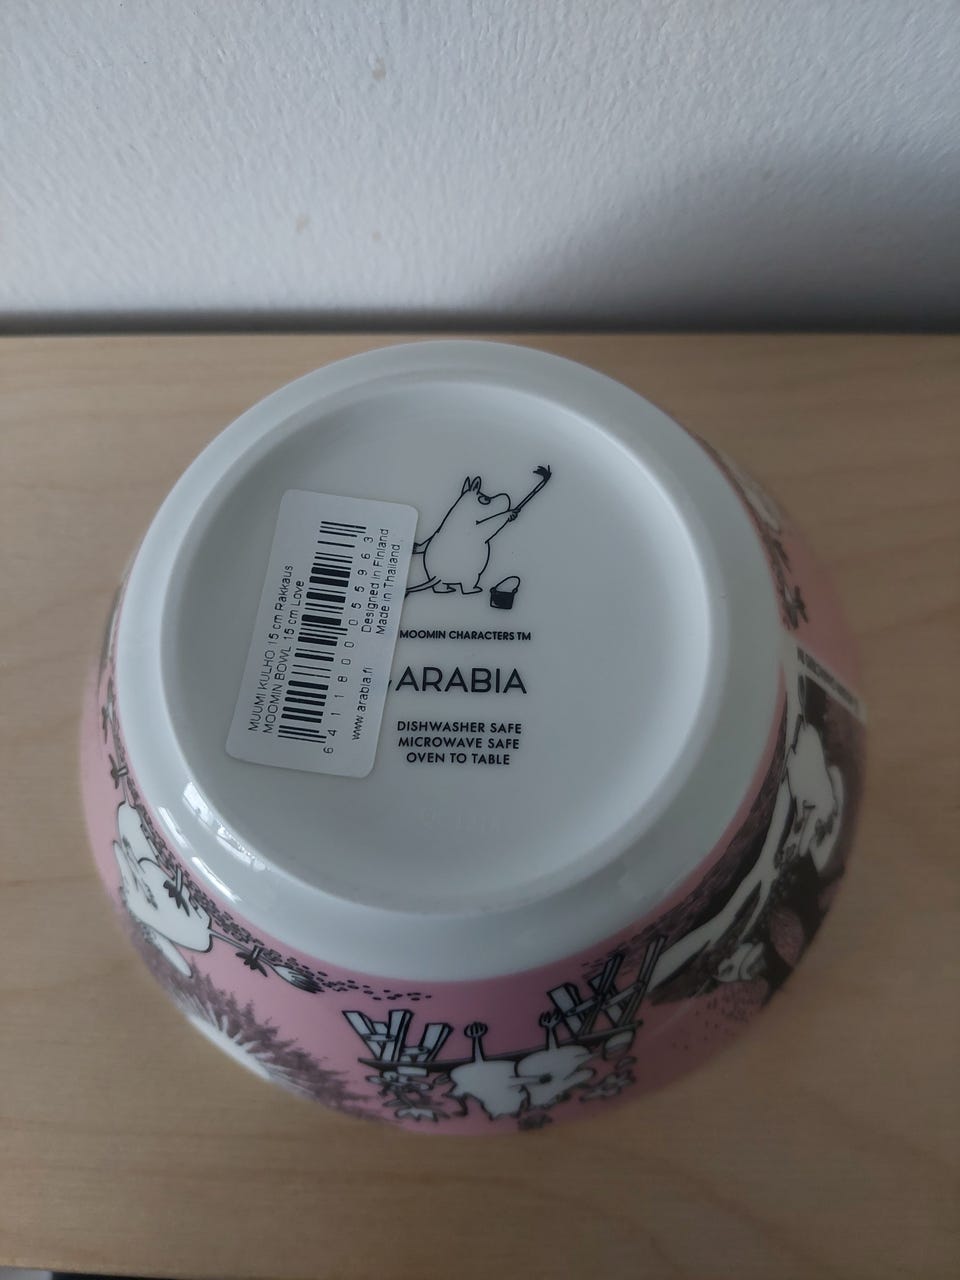 MUUMI KULHO 15 cm Rakkaus
MOOMIN BOWL 15 cm Love
6 411800 055963
Designed in Finland
www.arabia.fi Made in Thailand
MOOMIN CHARACTERS TM
ARABIA
DISHWASHER SAFE
MICROWAVE SAFE
OVEN TO TABLE